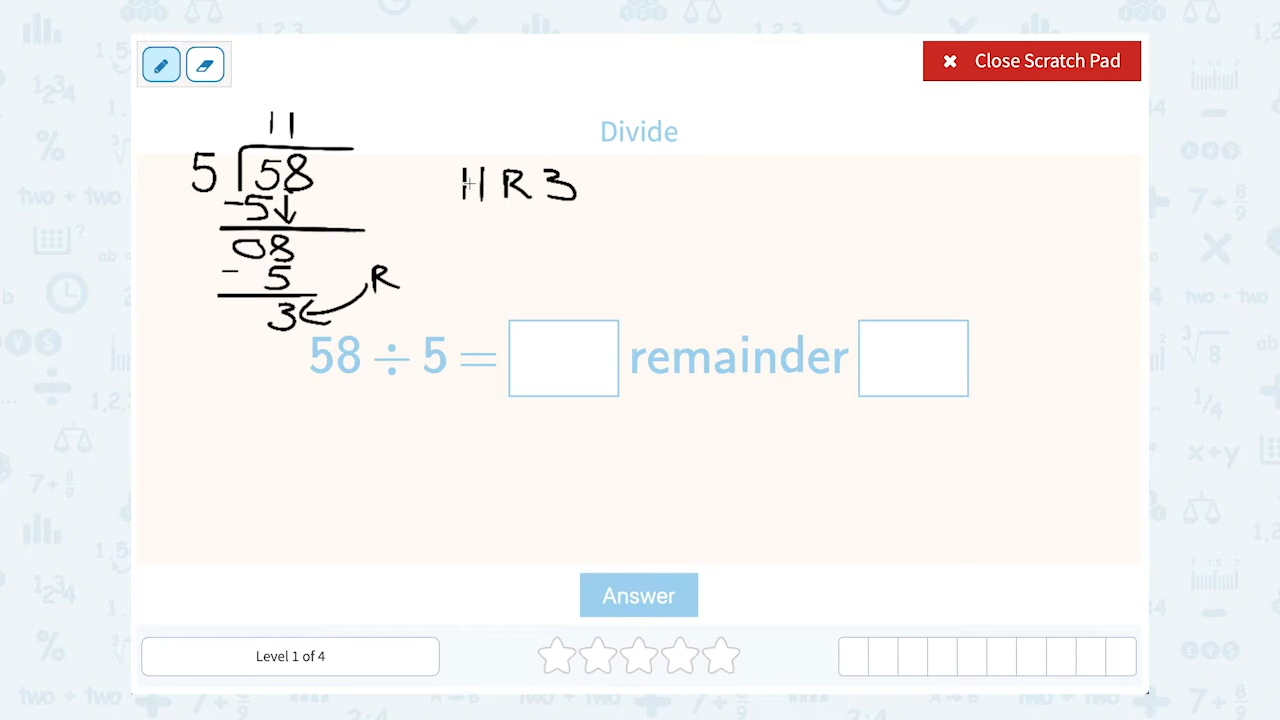 Close Scratch Pad
Divide
11
5 58
-5
08
- 5
3
R
11 R 3
58 ÷ 5 = remainder
Answer
Level 1 of 4